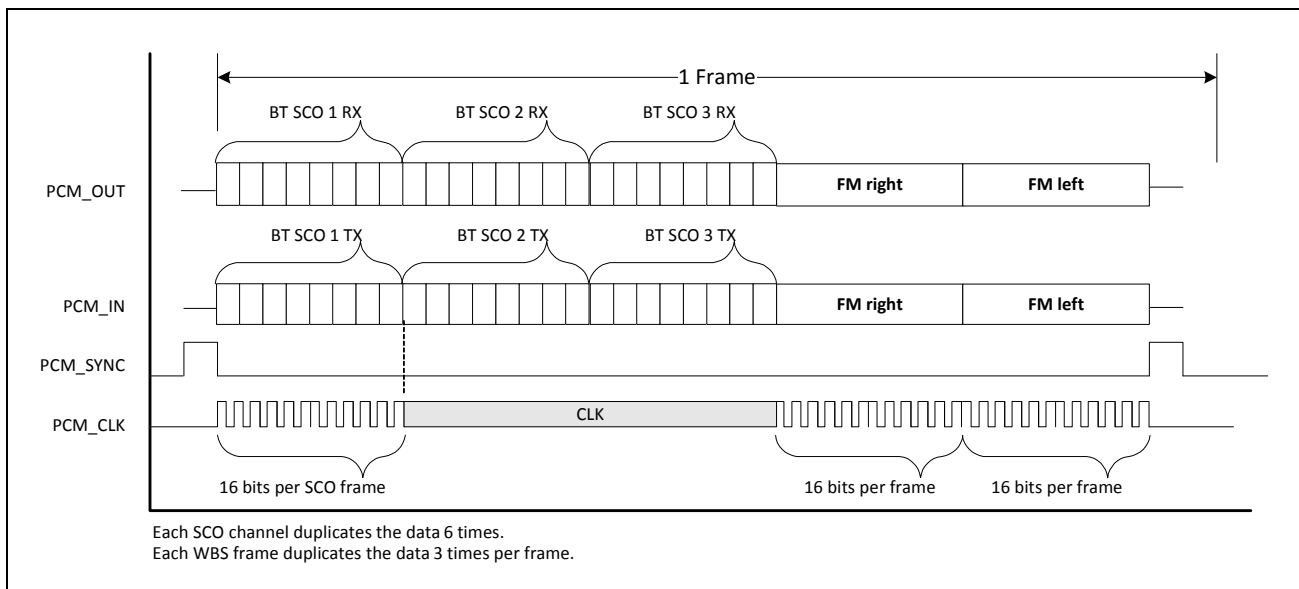 1 Frame
BT SCO 1 RX BT SCO 2 RX BT SCO 3 RX
PCM_OUT FM right FM left
BT SCO 1 TX BT SCO 2 TX BT SCO 3 TX
PCM_IN FM right FM left
PCM_SYNC
PCM_CLK CLK
16 bits per SCO frame 16 bits per frame 16 bits per frame
Each SCO channel duplicates the data 6 times.
Each WBS frame duplicates the data 3 times per frame.